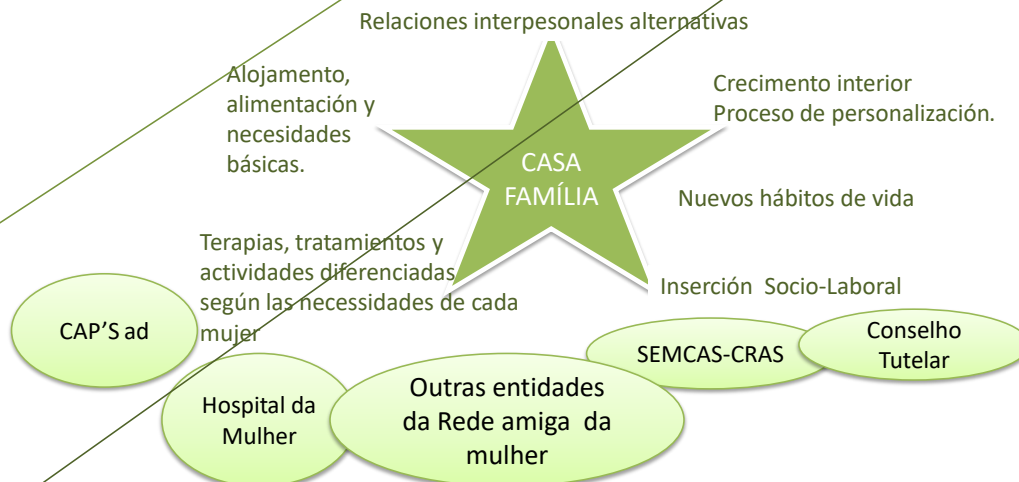 Relaciones interpesonales alternativas
Alojamento,
alimentación y
necesidades
básicas.
Crecimento interior
Proceso de personalización.
CASA
FAMÍLIA
Nuevos hábitos de vida
Terapias, tratamientos y
actividades diferenciadas
según las necessidades de cada
mujer
Inserción Socio-Laboral
CAP'S ad
SEMCAS-CRAS
Conselho
Tutelar
Hospital da
Mulher
Outras entidades
da Rede amiga da
mulher